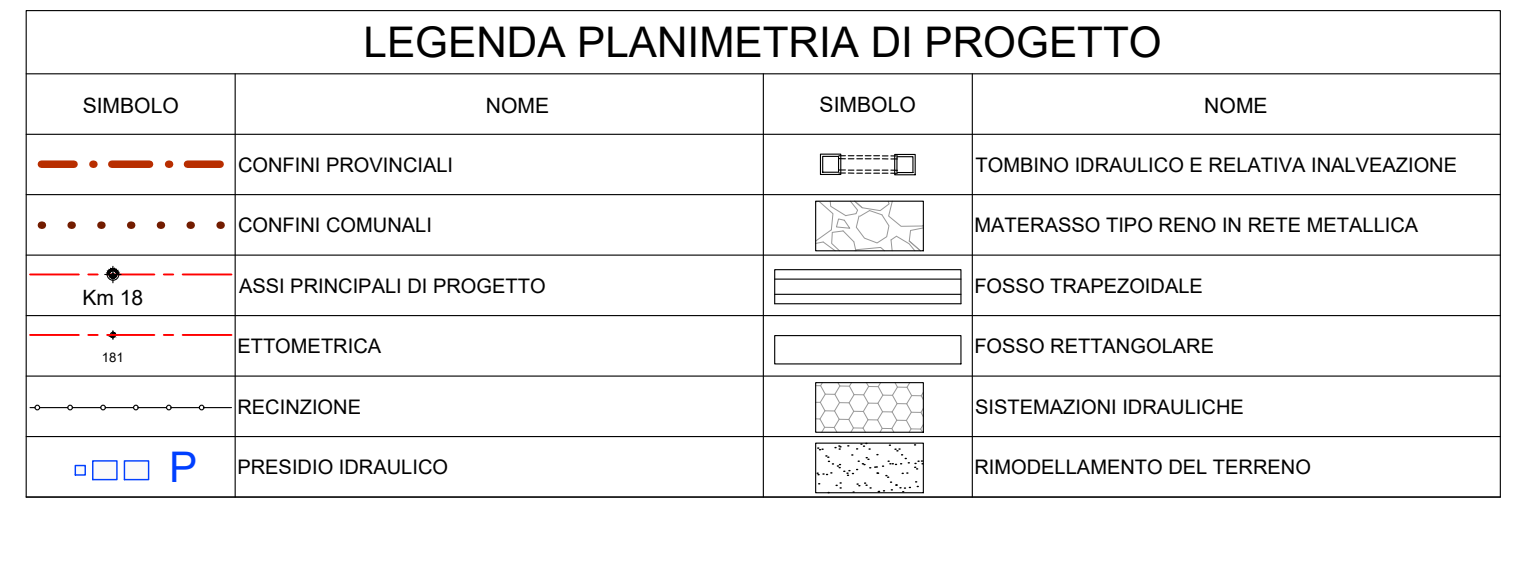 LEGENDA PLANIMETRIA DI PROGETTO
SIMBOLO NOME SIMBOLO NOME
CONFINI PROVINCIALI TOMBINO IDRAULICO E RELATIVA INALVEAZIONE
CONFINI COMUNALI MATERASSO TIPO RENO IN RETE METALLICA
Km 18 ASSI PRINCIPALI DI PROGETTO FOSSO TRAPEZOIDALE
181 ETTOMETRICA FOSSO RETTANGOLARE
RECINZIONE SISTEMAZIONI IDRAULICHE
P PRESIDIO IDRAULICO RIMODELLAMENTO DEL TERRENO